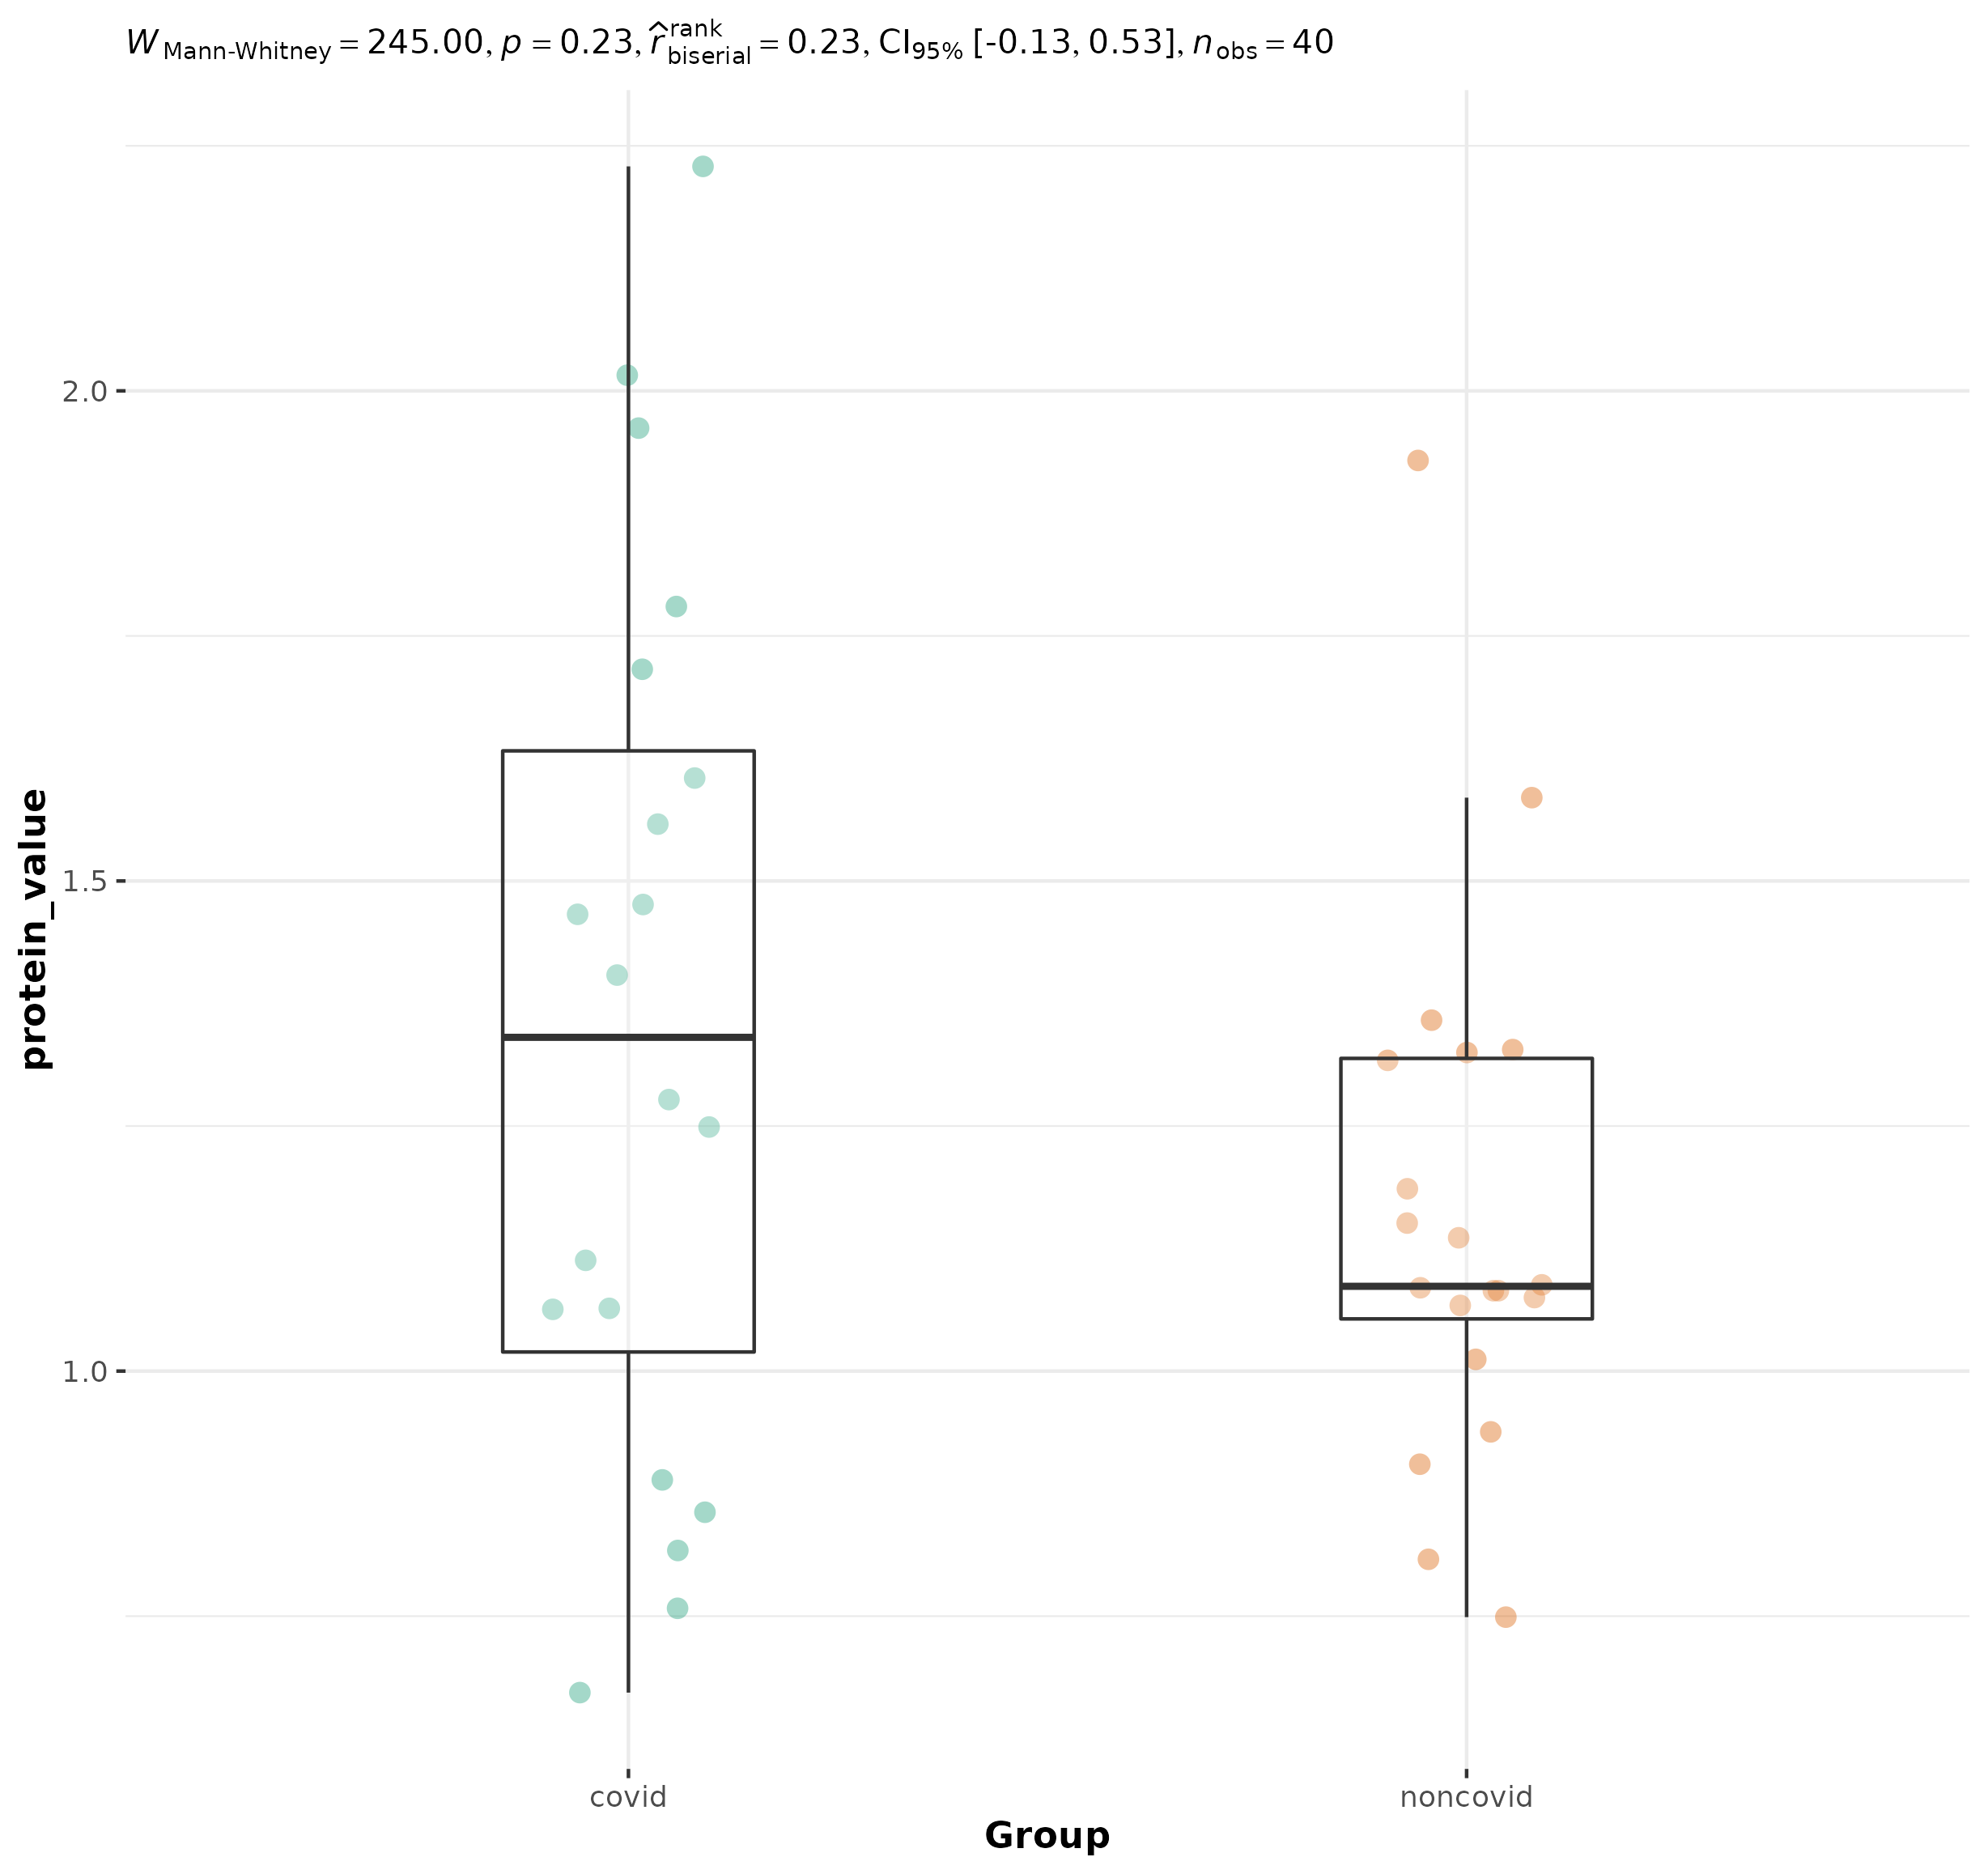 W Mann-Whitney = 245.00, p = 0.23, r̂ rank biserial = 0.23, CI95% [-0.13, 0.53], nobs = 40
protein_value
2.0
1.5
1.0
covid noncovid
Group